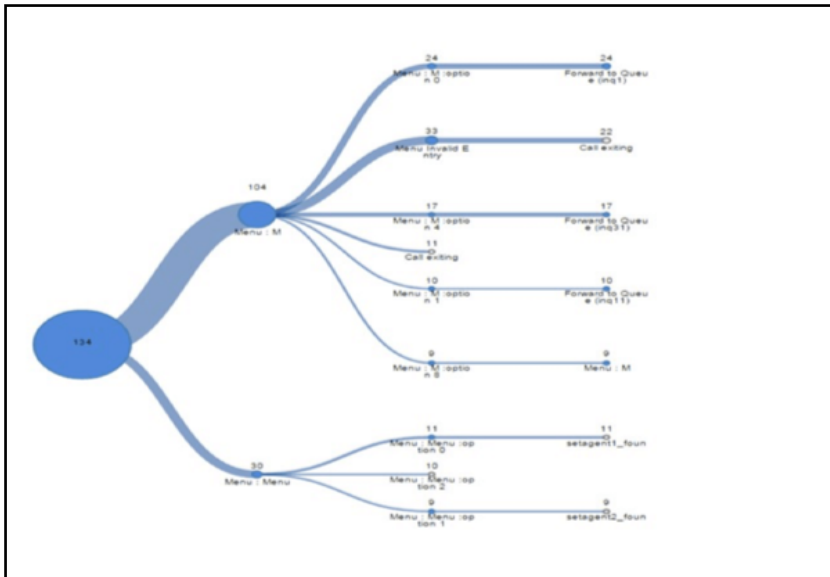 24
Menu : M :optio
n 0
24
Forward to Queu
e (inq1)
33
Menu Invalid E
ntry
22
Call exiting
104
Menu : M
17
Menu : M :optio
n 4
17
Forward to Queu
e (inq31)
11
Call exiting
10
Menu : M :optio
n 1
10
Forward to Queu
e (inq11)
9
Menu : M :optio
n 8
9
Menu : M
134
30
Menu : Menu
11
Menu : Menu :op
tion 0
11
setagent1_foun
10
Menu : Menu :op
tion 2
9
Menu : Menu :op
tion 1
9
setagent2_foun